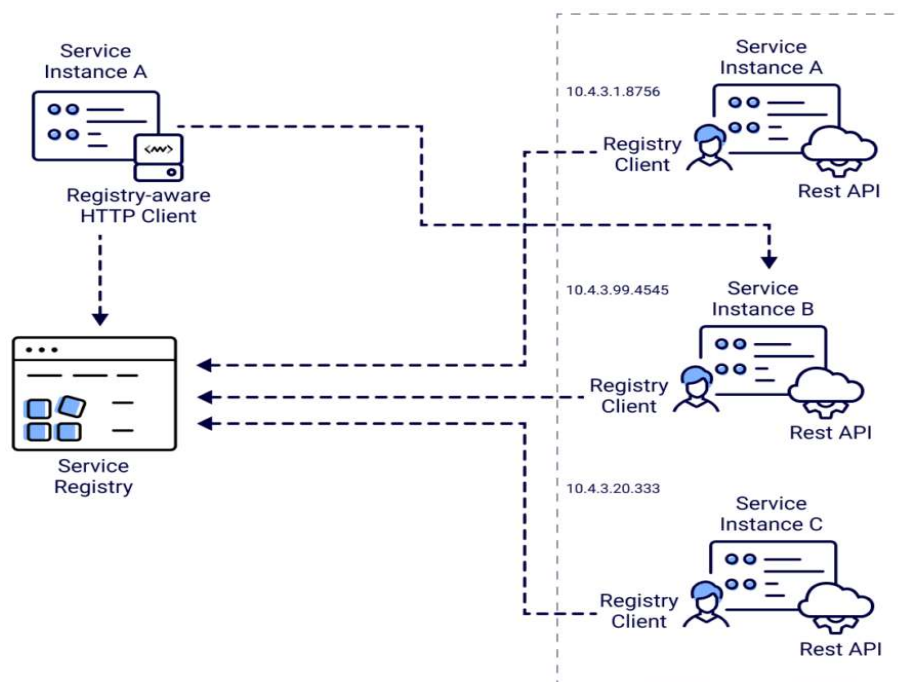 Service
Instance A
Registry-aware
HTTP Client
Service
Registry
Service
Instance A
10.4.3.1.8756
Registry
Client
Rest API
10.4.3.99.4545
Service
Instance B
Registry
Client
Rest API
10.4.3.20.333
Service
Instance C
Registry
Client
Rest API